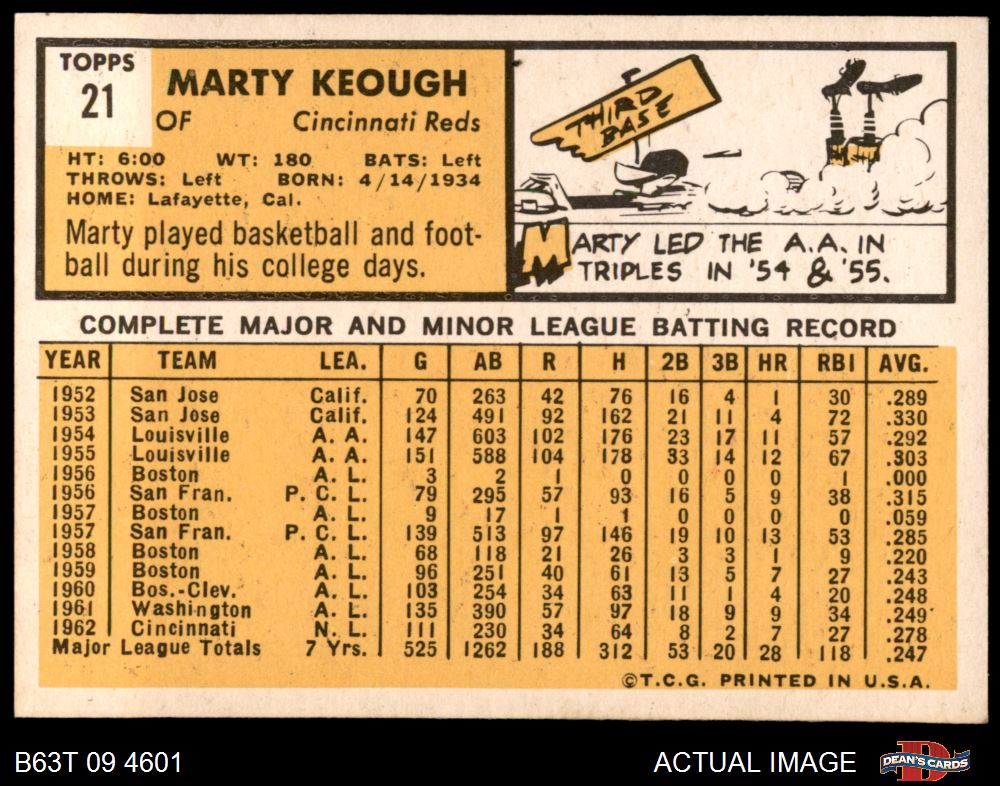 TOPPS
21
MARTY KEOUGH
OF Cincinnati Reds
HT: 6:00 WT: 180 BATS: Left
THROWS: Left BORN: 4/14/1934
HOME: Lafayette, Cal.
Marty played basketball and foot-
ball during his college days.
THIRD
BASE
MARTY LED THE A.A. IN
TRIPLES IN '54 & '55.
COMPLETE MAJOR AND MINOR LEAGUE BATTING RECORD
YEAR TEAM LEA. G AB R H 2B 3B HR RBI AVG.
1952 San Jose Calif. 70 263 42 76 16 4 1 30 .289
1953 San Jose Calif. 124 491 92 162 21 11 4 72 .330
1954 Louisville A. A. 147 603 102 176 23 17 11 57 .292
1955 Louisville A. A. 151 588 104 178 33 14 12 67 .303
1956 Boston A. L. 3 2 1 0 0 0 0 1 .000
1956 San Fran. P. C. L. 79 295 57 93 16 5 9 38 .315
1957 Boston A. L. 9 17 1 1 0 0 0 0 .059
1957 San Fran. P. C. L. 139 513 97 146 19 10 13 53 .285
1958 Boston A. L. 68 118 21 26 3 3 1 9 .220
1959 Boston A. L. 96 251 40 61 13 5 7 27 .243
1960 Bos.-Clev. A. L. 103 254 34 63 11 1 4 20 .248
1961 Washington A. L. 135 390 57 97 18 9 9 34 .249
1962 Cincinnati N. L. 111 230 34 64 8 2 7 27 .278
Major League Totals 7 Yrs. 525 1262 188 312 53 20 28 118 .247
©T.C.G. PRINTED IN U.S.A.
B63T 09 4601 ACTUAL IMAGE DEAN'S CARDS